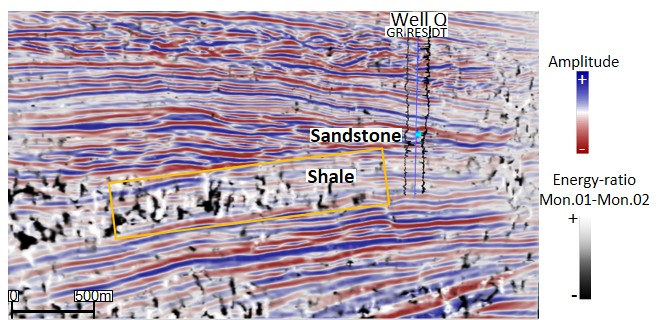 Well Q
GR RES DT
Amplitude
+
-
Sandstone
Shale
Energy-ratio
Mon.01-Mon.02
+
-
0 500m